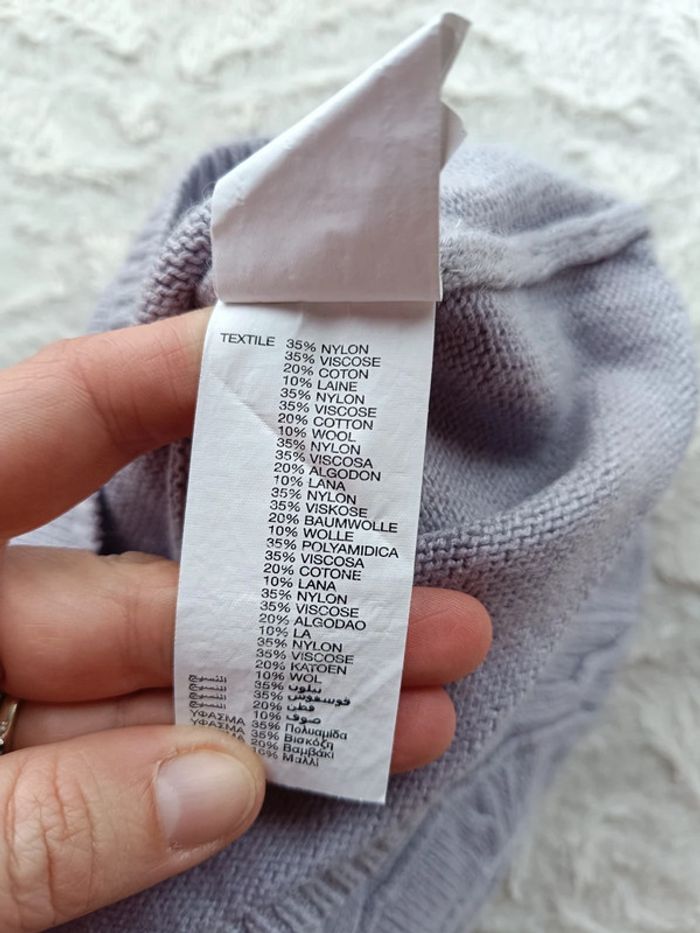 TEXTILE 35% NYLON
35% VISCOSE
20% COTON
10% LAINE
35% NYLON
35% VISCOSE
20% COTTON
10% WOOL
35% NYLON
35% VISCOSA
20% ALGODON
10% LANA
35% NYLON
35% VISKOSE
20% BAUMWOLLE
10% WOLLE
35% POLYAMIDICA
35% VISCOSA
20% COTONE
10% LANA
35% NYLON
35% VISCOSE
20% ALGODAO
10% LA
35% NYLON
35% VISCOSE
20% KATOEN
10% WOL
35% نيلون
35%
20% قطن
10% صوف
ΥΦΑΣΜΑ 35% Πολυαμίδα
ΥΦΑΣΜΑ 35% Βισκόζη
20% Βαμβάκι
10% Μαλλί